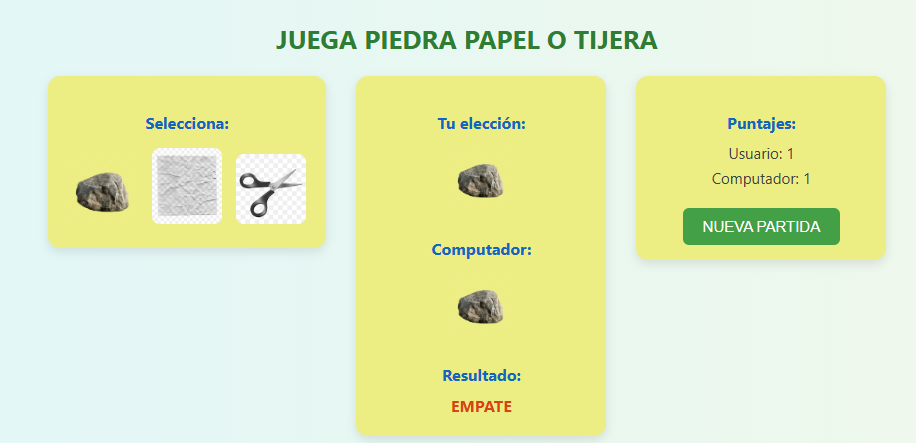 JUEGA PIEDRA PAPEL O TIJERA
Selecciona:
Tu elección:
Computador:
Resultado:
EMPATE
Puntajes:
Usuario: 1
Computador: 1
NUEVA PARTIDA